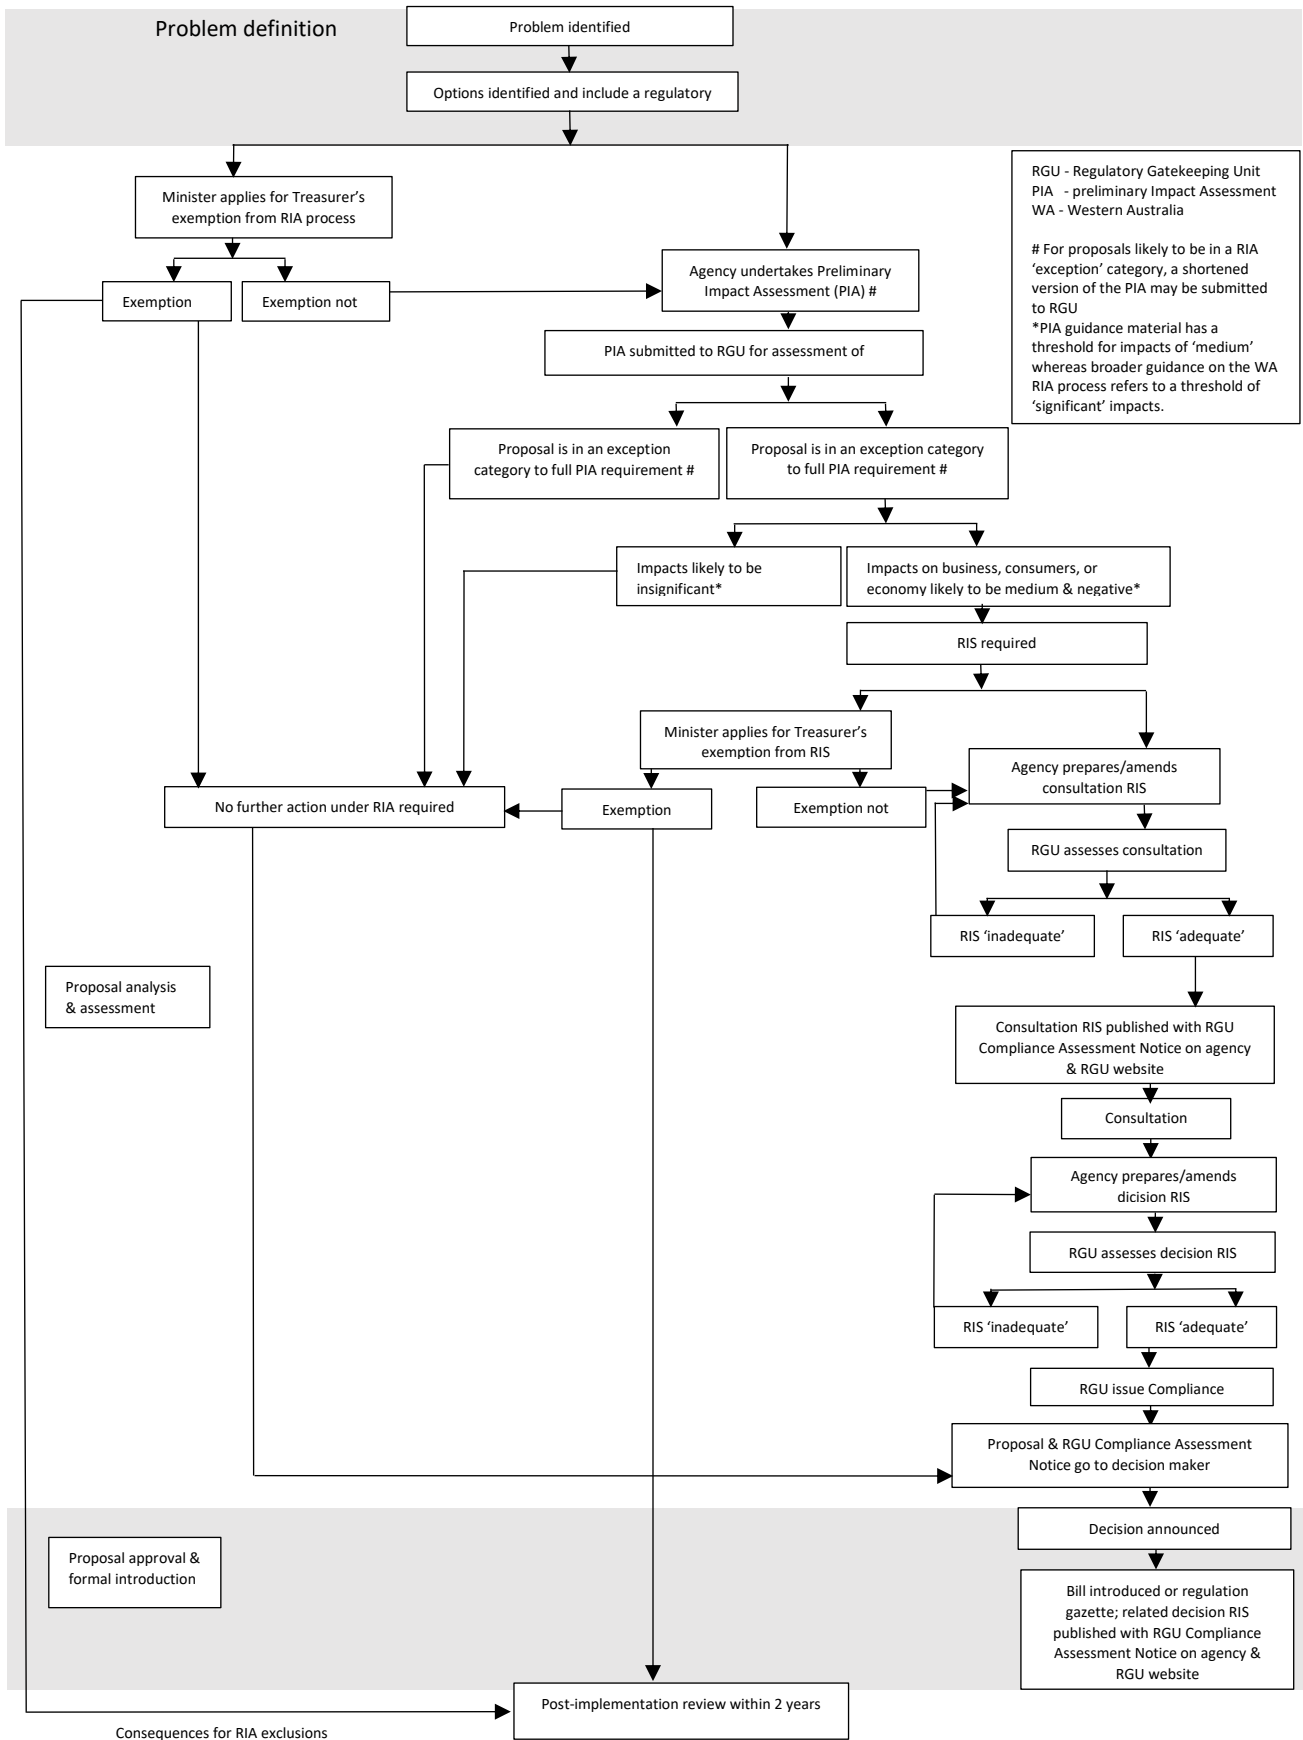 Problem definition
Problem identified
Options identified and include a regulatory
RGU - Regulatory Gatekeeping Unit
PIA - preliminary Impact Assessment
WA - Western Australia
# For proposals likely to be in a RIA
‘exception’ category, a shortened
version of the PIA may be submitted
to RGU
*PIA guidance material has a
threshold for impacts of ‘medium’
whereas broader guidance on the WA
RIA process refers to a threshold of
‘significant’ impacts.
Minister applies for Treasurer’s
exemption from RIA process
Exemption
Exemption not
Agency undertakes Preliminary
Impact Assessment (PIA) #
PIA submitted to RGU for assessment of
Proposal is in an exception
category to full PIA requirement #
Proposal is in an exception category
to full PIA requirement #
Impacts likely to be
insignificant*
Impacts on business, consumers, or
economy likely to be medium & negative*
RIS required
Minister applies for Treasurer’s
exemption from RIS
Agency prepares/amends
consultation RIS
No further action under RIA required
Exemption
Exemption not
RGU assesses consultation
RIS ‘inadequate’
RIS ‘adequate’
Proposal analysis
& assessment
Consultation RIS published with RGU
Compliance Assessment Notice on agency
& RGU website
Consultation
Agency prepares/amends
dicision RIS
RGU assesses decision RIS
RIS ‘inadequate’
RIS ‘adequate’
RGU issue Compliance
Proposal & RGU Compliance Assessment
Notice go to decision maker
Decision announced
Proposal approval &
formal introduction
Bill introduced or regulation
gazette; related decision RIS
published with RGU Compliance
Assessment Notice on agency &
RGU website
Post-implementation review within 2 years
Consequences for RIA exclusions